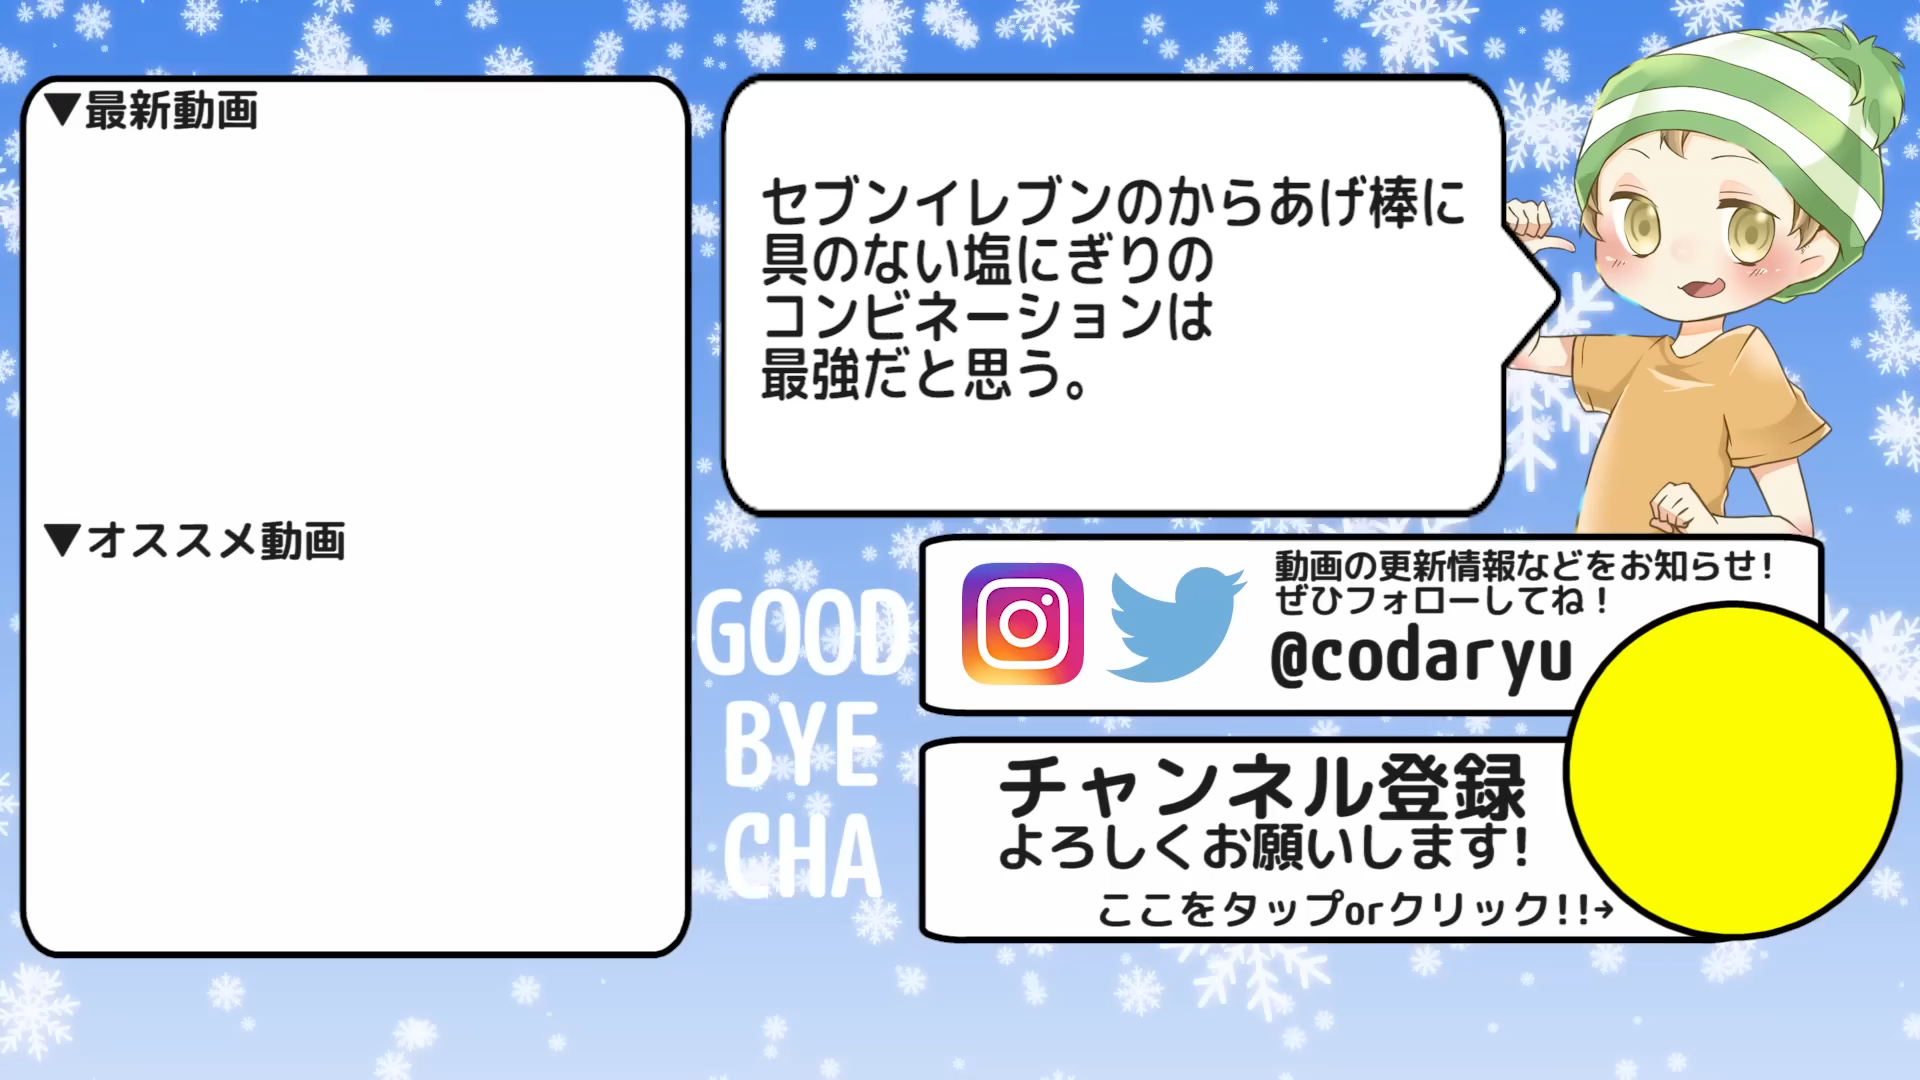 ▼最新動画
▼オススメ動画
セブンイレブンのからあげ棒に
具のない塩にぎりの
コンビネーションは
最強だと思う。
GOOD
BYE
CHA
動画の更新情報などをお知らせ!
ぜひフォローしてね!
@codaryu
チャンネル登録
よろしくお願いします!
ここをタップorクリック!!→